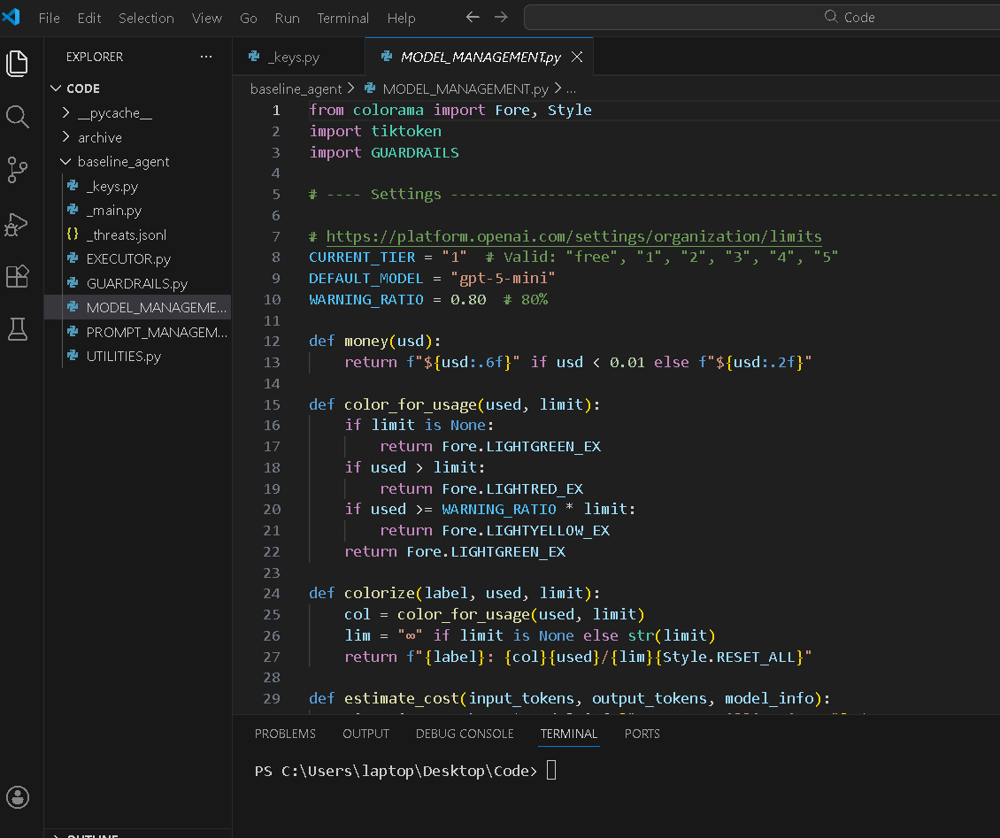 File Edit Selection View Go Run Terminal Help
Code
EXPLORER ...
CODE
__pycache__
archive
baseline_agent
_keys.py
_main.py
{} _threats.jsonl
EXECUTOR.py
GUARDRAILS.py
MODEL_MANAGEME...
PROMPT_MANAGEM...
UTILITIES.py
OUTLINE
_keys.py
MODEL_MANAGEMENT.py
baseline_agent > MODEL_MANAGEMENT.py > ...
1 from colorama import Fore, Style
2 import tiktoken
3 import GUARDRAILS
4
5 # ---- Settings --------------------------------------------------------------
6
7 # https://platform.openai.com/settings/organization/limits
8 CURRENT_TIER = "1"  # Valid: "free", "1", "2", "3", "4", "5"
9 DEFAULT_MODEL = "gpt-5-mini"
10 WARNING_RATIO = 0.80  # 80%
11
12 def money(usd):
13     return f"${usd:.6f}" if usd < 0.01 else f"${usd:.2f}"
14
15 def color_for_usage(used, limit):
16     if limit is None:
17         return Fore.LIGHTGREEN_EX
18     if used > limit:
19         return Fore.LIGHTRED_EX
20     if used >= WARNING_RATIO * limit:
21         return Fore.LIGHTYELLOW_EX
22     return Fore.LIGHTGREEN_EX
23
24 def colorize(label, used, limit):
25     col = color_for_usage(used, limit)
26     lim = "∞" if limit is None else str(limit)
27     return f"{label}: {col}{used}/{lim}{Style.RESET_ALL}"
28
29 def estimate_cost(input_tokens, output_tokens, model_info):
PROBLEMS OUTPUT DEBUG CONSOLE TERMINAL PORTS
PS C:\Users\laptop\Desktop\Code>